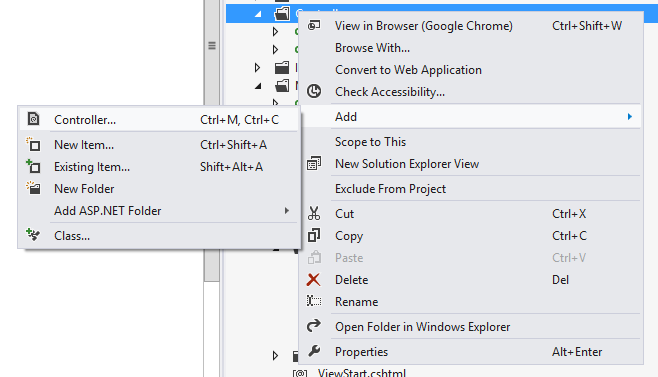 View in Browser (Google Chrome) Ctrl+Shift+W
Browse With...
Convert to Web Application
Check Accessibility...
Add
Scope to This
New Solution Explorer View
Exclude From Project
Cut Ctrl+X
Copy Ctrl+C
Paste Ctrl+V
Delete Del
Rename
Open Folder in Windows Explorer
Properties Alt+Enter
Controller... Ctrl+M, Ctrl+C
New Item... Ctrl+Shift+A
Existing Item... Shift+Alt+A
New Folder
Add ASP.NET Folder
Class...
ViewStart.cshtml